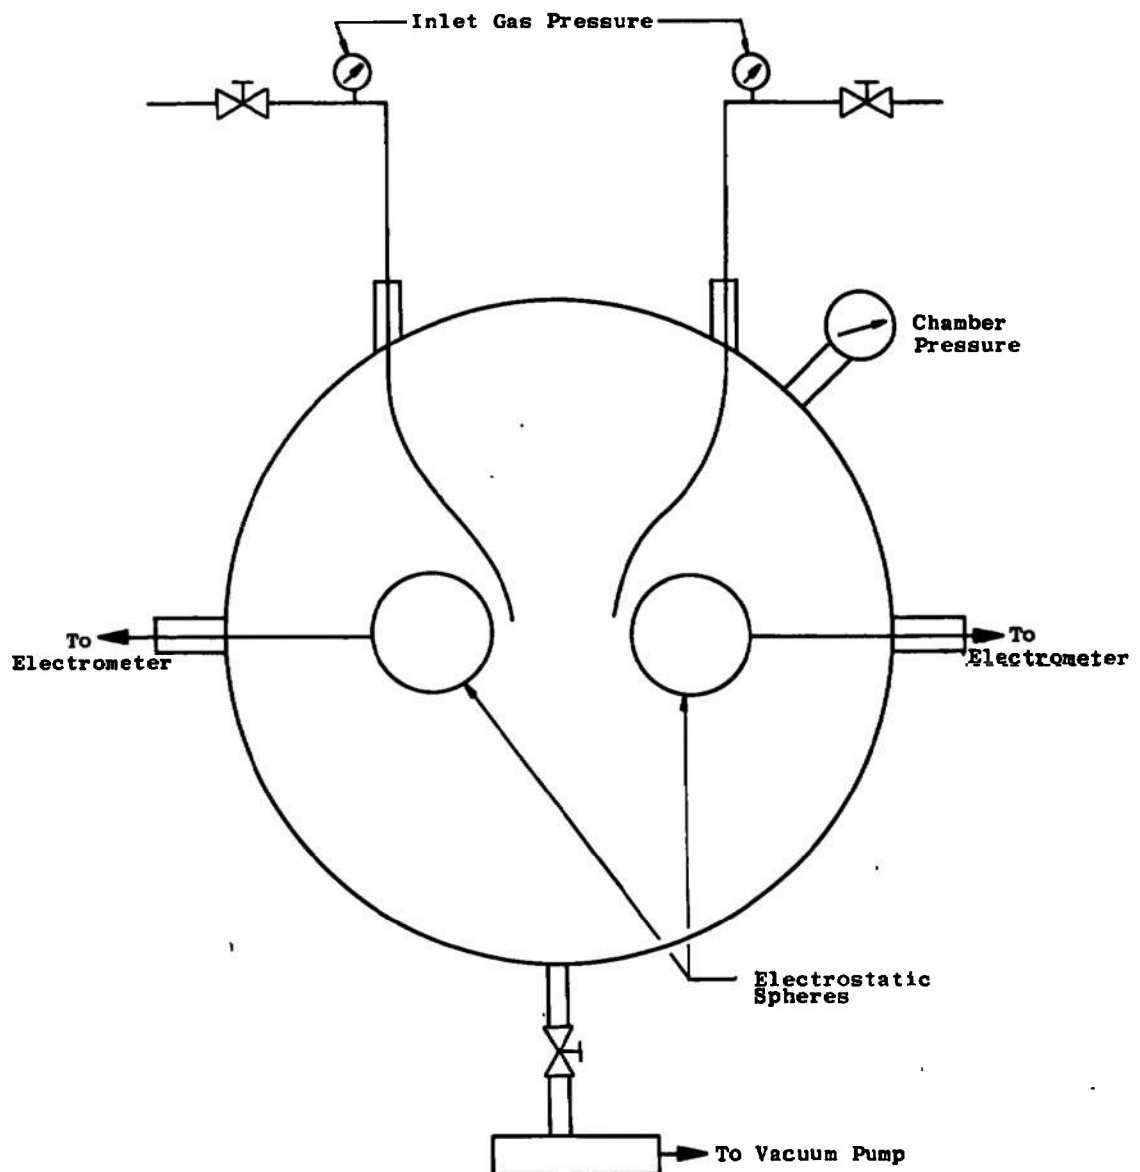 Inlet Gas Pressure
Chamber
Pressure
To
Electrometer
To
Electrometer
Electrostatic
Spheres
To Vacuum Pump